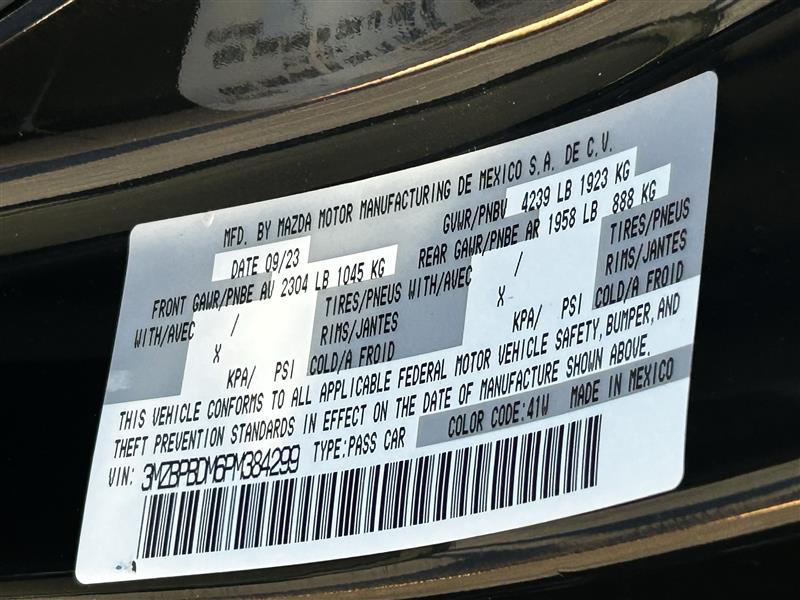 MFD. BY MAZDA MOTOR MANUFACTURING DE MEXICO S.A. DE C.V.
DATE 09/23 GVWR/PNBV 4239 LB 1923 KG
FRONT GAWR/PNBE AV 2304 LB 1045 KG REAR GAWR/PNBE AR 1958 LB 888 KG
WITH/AVEC / TIRES/PNEUS WITH/AVEC / TIRES/PNEUS
X RIMS/JANTES X RIMS/JANTES
KPA/ PSI COLD/A FROID KPA/ PSI COLD/A FROID
THIS VEHICLE CONFORMS TO ALL APPLICABLE FEDERAL MOTOR VEHICLE SAFETY, BUMPER, AND
THEFT PREVENTION STANDARDS IN EFFECT ON THE DATE OF MANUFACTURE SHOWN ABOVE.
VIN: 3MZBPBDM6PM384299 TYPE:PASS CAR COLOR CODE:41W MADE IN MEXICO